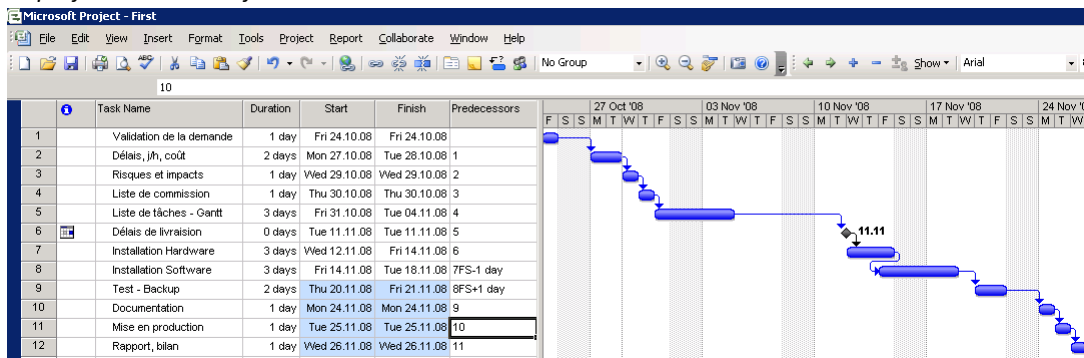 Microsoft Project - First
File Edit View Insert Format Tools Project Report Collaborate Window Help
No Group Show Arial
10
Task Name Duration Start Finish Predecessors 27 Oct '08 03 Nov '08 10 Nov '08 17 Nov '08 24 Nov '
F S S M T W T F S S M T W T F S S M T W T F S S M T W T F S S M T W
1 Validation de la demande 1 day Fri 24.10.08 Fri 24.10.08
2 Délais, j/h, coût 2 days Mon 27.10.08 Tue 28.10.08 1
3 Risques et impacts 1 day Wed 29.10.08 Wed 29.10.08 2
4 Liste de commission 1 day Thu 30.10.08 Thu 30.10.08 3
5 Liste de tâches - Gantt 3 days Fri 31.10.08 Tue 04.11.08 4
6 Délais de livraision 0 days Tue 11.11.08 Tue 11.11.08 5 11.11
7 Installation Hardware 3 days Wed 12.11.08 Fri 14.11.08 6
8 Installation Software 3 days Fri 14.11.08 Tue 18.11.08 7FS-1 day
9 Test - Backup 2 days Thu 20.11.08 Fri 21.11.08 8FS+1 day
10 Documentation 1 day Mon 24.11.08 Mon 24.11.08 9
11 Mise en production 1 day Tue 25.11.08 Tue 25.11.08 10
12 Rapport, bilan 1 day Wed 26.11.08 Wed 26.11.08 11